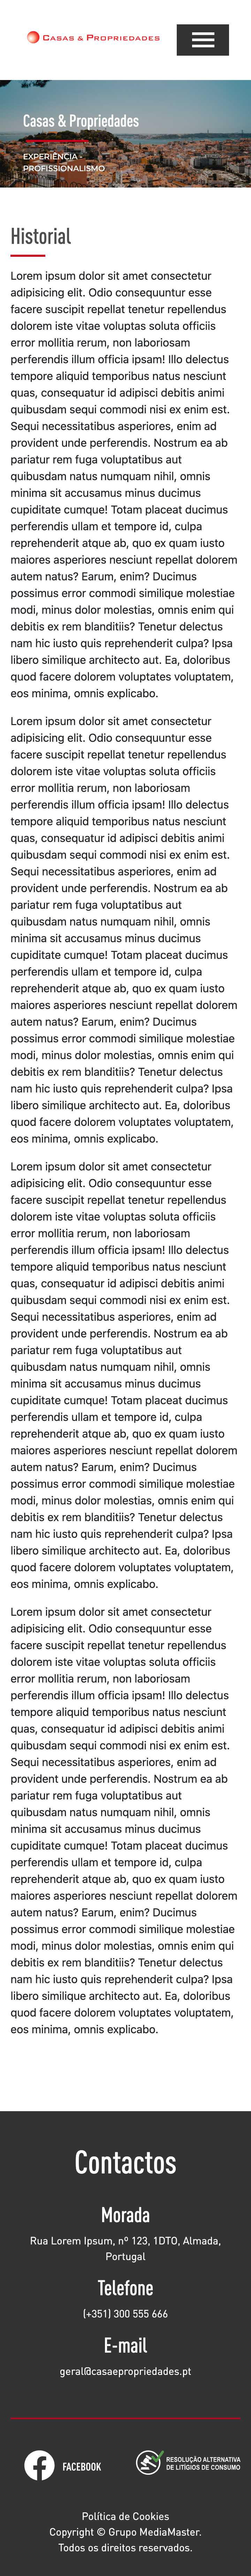 Casas & Propriedades
Casas & Propriedades
EXPERIÊNCIA -
PROFISSIONALISMO
Historial
Lorem ipsum dolor sit amet consectetur
adipisicing elit. Odio consequuntur esse
facere suscipit repellat tenetur repellendus
dolorem iste vitae voluptas soluta officiis
error mollitia rerum, non laboriosam
perferendis illum officia ipsam! Illo delectus
tempore aliquid temporibus natus nesciunt
quas, consequatur id adipisci debitis animi
quibusdam sequi commodi nisi ex enim est.
Sequi necessitatibus asperiores, enim ad
provident unde perferendis. Nostrum ea ab
pariatur rem fuga voluptatibus aut
quibusdam natus numquam nihil, omnis
minima sit accusamus minus ducimus
cupiditate cumque! Totam placeat ducimus
perferendis ullam et tempore id, culpa
reprehenderit atque ab, quo ex quam iusto
maiores asperiores nesciunt repellat dolorem
autem natus? Earum, enim? Ducimus
possimus error commodi similique molestiae
modi, minus dolor molestias, omnis enim qui
debitis ex rem blanditiis? Tenetur delectus
nam hic iusto quis reprehenderit culpa? Ipsa
libero similique architecto aut. Ea, doloribus
quod facere dolorem voluptates voluptatem,
eos minima, omnis explicabo.
Lorem ipsum dolor sit amet consectetur
adipisicing elit. Odio consequuntur esse
facere suscipit repellat tenetur repellendus
dolorem iste vitae voluptas soluta officiis
error mollitia rerum, non laboriosam
perferendis illum officia ipsam! Illo delectus
tempore aliquid temporibus natus nesciunt
quas, consequatur id adipisci debitis animi
quibusdam sequi commodi nisi ex enim est.
Sequi necessitatibus asperiores, enim ad
provident unde perferendis. Nostrum ea ab
pariatur rem fuga voluptatibus aut
quibusdam natus numquam nihil, omnis
minima sit accusamus minus ducimus
cupiditate cumque! Totam placeat ducimus
perferendis ullam et tempore id, culpa
reprehenderit atque ab, quo ex quam iusto
maiores asperiores nesciunt repellat dolorem
autem natus? Earum, enim? Ducimus
possimus error commodi similique molestiae
modi, minus dolor molestias, omnis enim qui
debitis ex rem blanditiis? Tenetur delectus
nam hic iusto quis reprehenderit culpa? Ipsa
libero similique architecto aut. Ea, doloribus
quod facere dolorem voluptates voluptatem,
eos minima, omnis explicabo.
Lorem ipsum dolor sit amet consectetur
adipisicing elit. Odio consequuntur esse
facere suscipit repellat tenetur repellendus
dolorem iste vitae voluptas soluta officiis
error mollitia rerum, non laboriosam
perferendis illum officia ipsam! Illo delectus
tempore aliquid temporibus natus nesciunt
quas, consequatur id adipisci debitis animi
quibusdam sequi commodi nisi ex enim est.
Sequi necessitatibus asperiores, enim ad
provident unde perferendis. Nostrum ea ab
pariatur rem fuga voluptatibus aut
quibusdam natus numquam nihil, omnis
minima sit accusamus minus ducimus
cupiditate cumque! Totam placeat ducimus
perferendis ullam et tempore id, culpa
reprehenderit atque ab, quo ex quam iusto
maiores asperiores nesciunt repellat dolorem
autem natus? Earum, enim? Ducimus
possimus error commodi similique molestiae
modi, minus dolor molestias, omnis enim qui
debitis ex rem blanditiis? Tenetur delectus
nam hic iusto quis reprehenderit culpa? Ipsa
libero similique architecto aut. Ea, doloribus
quod facere dolorem voluptates voluptatem,
eos minima, omnis explicabo.
Lorem ipsum dolor sit amet consectetur
adipisicing elit. Odio consequuntur esse
facere suscipit repellat tenetur repellendus
dolorem iste vitae voluptas soluta officiis
error mollitia rerum, non laboriosam
perferendis illum officia ipsam! Illo delectus
tempore aliquid temporibus natus nesciunt
quas, consequatur id adipisci debitis animi
quibusdam sequi commodi nisi ex enim est.
Sequi necessitatibus asperiores, enim ad
provident unde perferendis. Nostrum ea ab
pariatur rem fuga voluptatibus aut
quibusdam natus numquam nihil, omnis
minima sit accusamus minus ducimus
cupiditate cumque! Totam placeat ducimus
perferendis ullam et tempore id, culpa
reprehenderit atque ab, quo ex quam iusto
maiores asperiores nesciunt repellat dolorem
autem natus? Earum, enim? Ducimus
possimus error commodi similique molestiae
modi, minus dolor molestias, omnis enim qui
debitis ex rem blanditiis? Tenetur delectus
nam hic iusto quis reprehenderit culpa? Ipsa
libero similique architecto aut. Ea, doloribus
quod facere dolorem voluptates voluptatem,
eos minima, omnis explicabo.
Contactos
Morada
Rua Lorem Ipsum, nº 123, 1DTO, Almada,
Portugal
Telefone
(+351) 300 555 666
E-mail
geral@casaepropriedades.pt
FACEBOOK
RESOLUÇÃO ALTERNATIVA
DE LITÍGIOS DE CONSUMO
Política de Cookies
Copyright © Grupo MediaMaster.
Todos os direitos reservados.